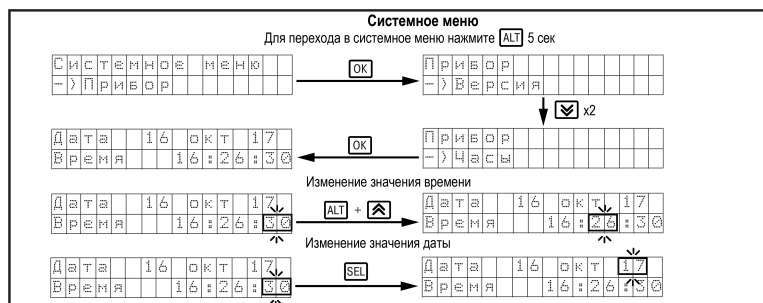 Системное меню
Для перехода в системное меню нажмите ALT 5 сек
Системное меню
->Прибор
OK
Прибор
->Версия
x2
Дата 16 окт 17
Время 16:26:30
OK
Прибор
->Часы
Изменение значения времени
Дата 16 окт 17
Время 16:26:30
ALT +
Дата 16 окт 17
Время 16:26:30
Изменение значения даты
Дата 16 окт 17
Время 16:26:30
SEL
Дата 16 окт 17
Время 16:26:30